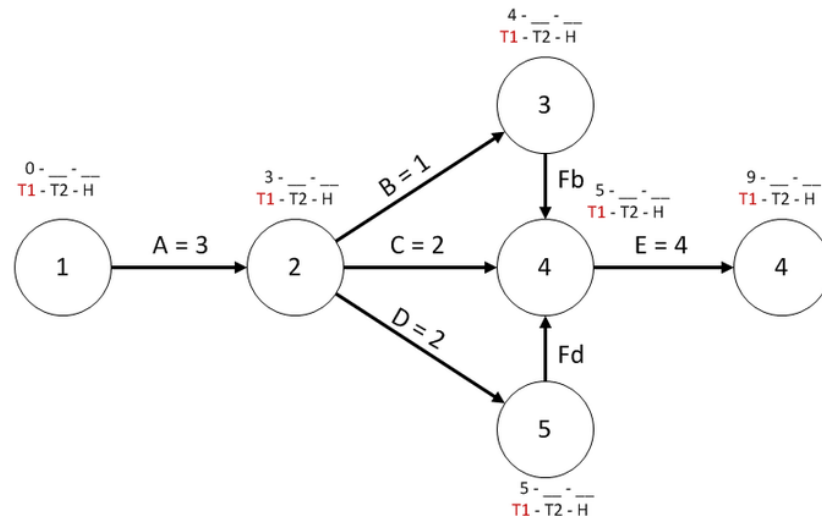 4 - __ - __
T1 - T2 - H
3
0 - __ - __
T1 - T2 - H
3 - __ - __
T1 - T2 - H
B = 1
Fb
5 - __ - __
T1 - T2 - H
9 - __ - __
T1 - T2 - H
1
A = 3
2
C = 2
4
E = 4
4
D = 2
Fd
5
5 - __ - __
T1 - T2 - H